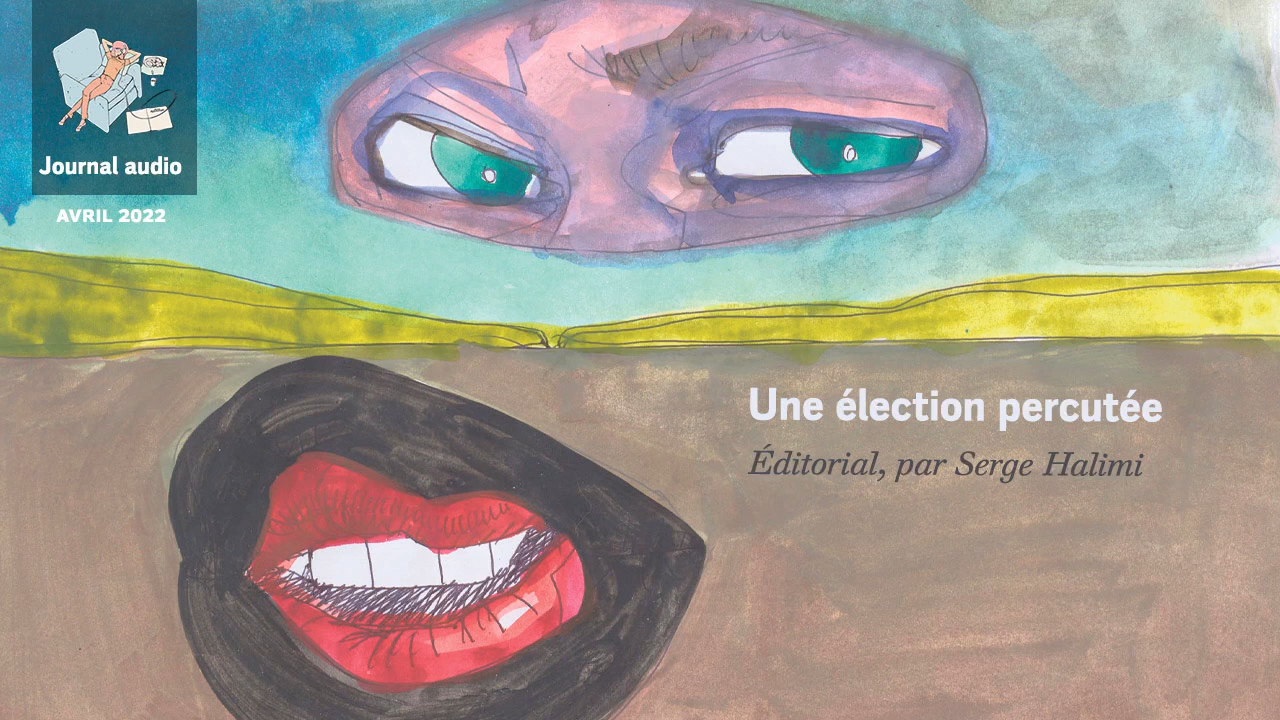 Journal audio
AVRIL 2022
Une élection percutée
Éditorial, par Serge Halimi